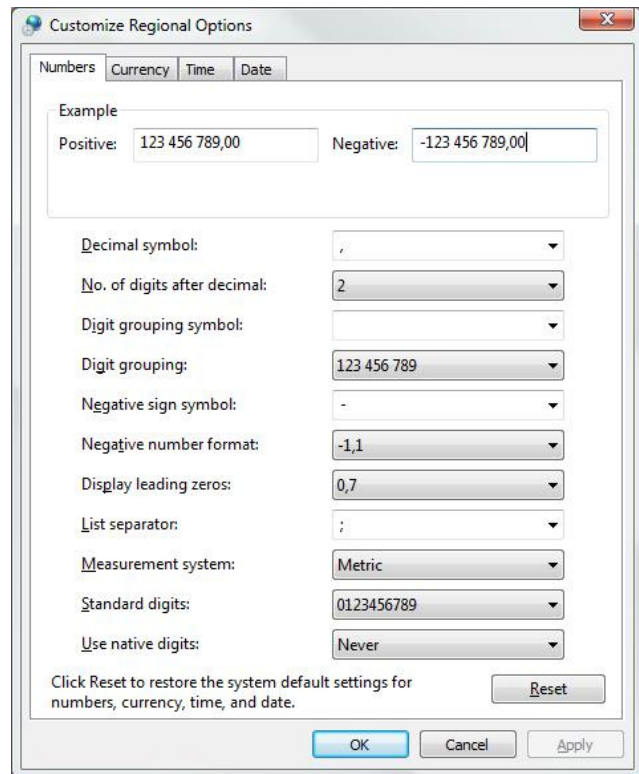 Customize Regional Options
Numbers Currency Time Date
Example
Positive: 123 456 789,00 Negative: -123 456 789,00
Decimal symbol: ,
No. of digits after decimal: 2
Digit grouping symbol:
Digit grouping: 123 456 789
Negative sign symbol: -
Negative number format: -1,1
Display leading zeros: 0,7
List separator: ;
Measurement system: Metric
Standard digits: 0123456789
Use native digits: Never
Click Reset to restore the system default settings for
numbers, currency, time, and date.
Reset
OK Cancel Apply